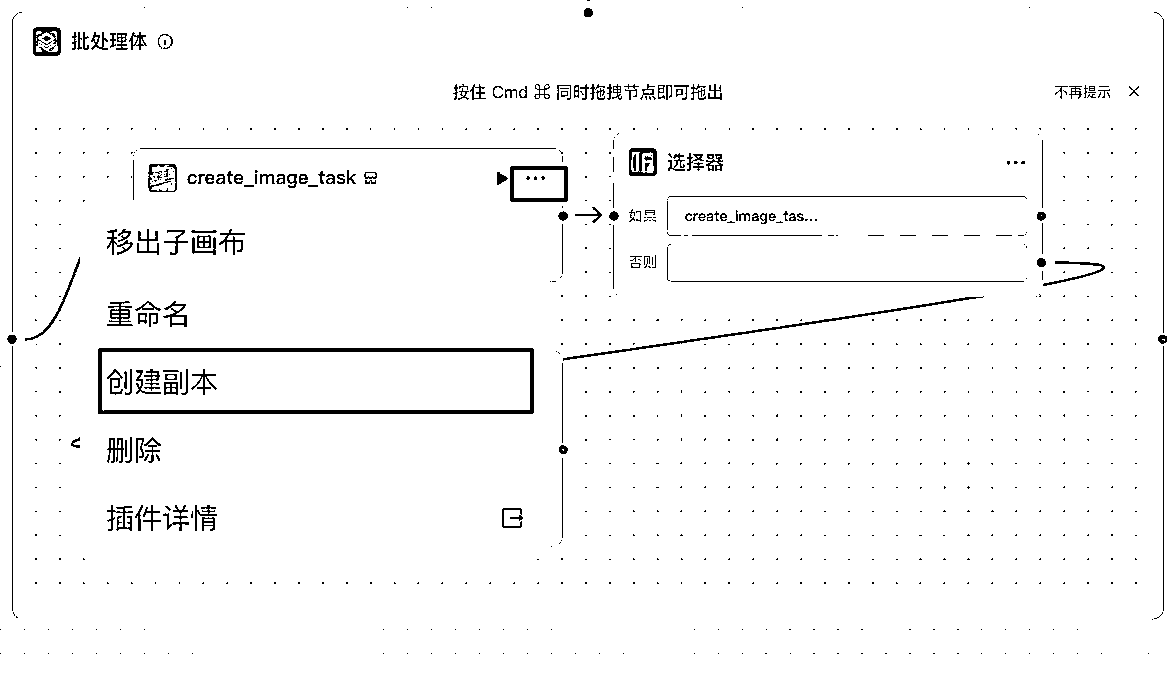 批处理体
按住 Cmd ⌘ 同时拖拽节点即可拖出
不再提示
create_image_task
选择器
如果
create_image_tas...
否则
移出子画布
重命名
创建副本
删除
插件详情